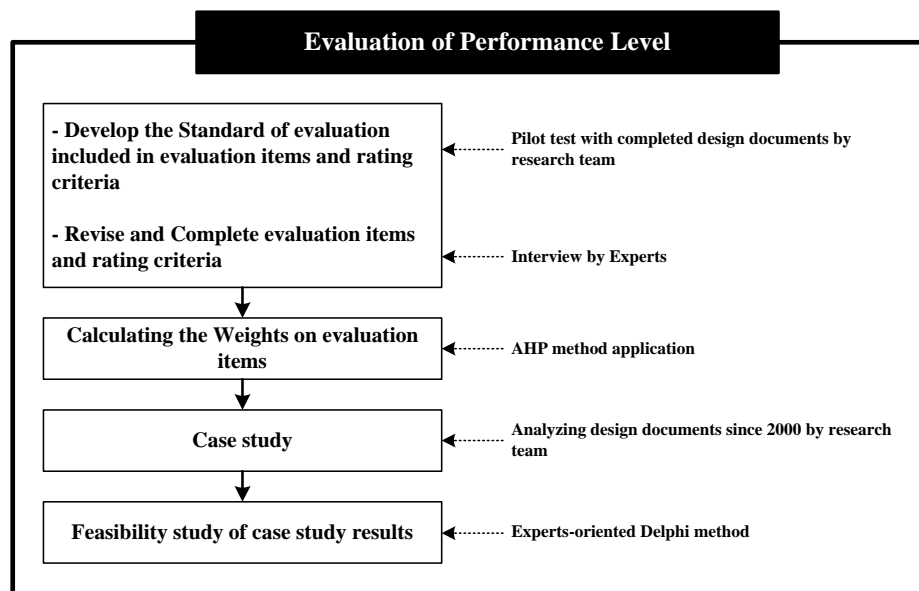 Evaluation of Performance Level
- Develop the Standard of evaluation
included in evaluation items and rating
criteria
- Revise and Complete evaluation items
and rating criteria
Pilot test with completed design documents by
research team
Interview by Experts
Calculating the Weights on evaluation
items
AHP method application
Case study
Analyzing design documents since 2000 by research
team
Feasibility study of case study results
Experts-oriented Delphi method